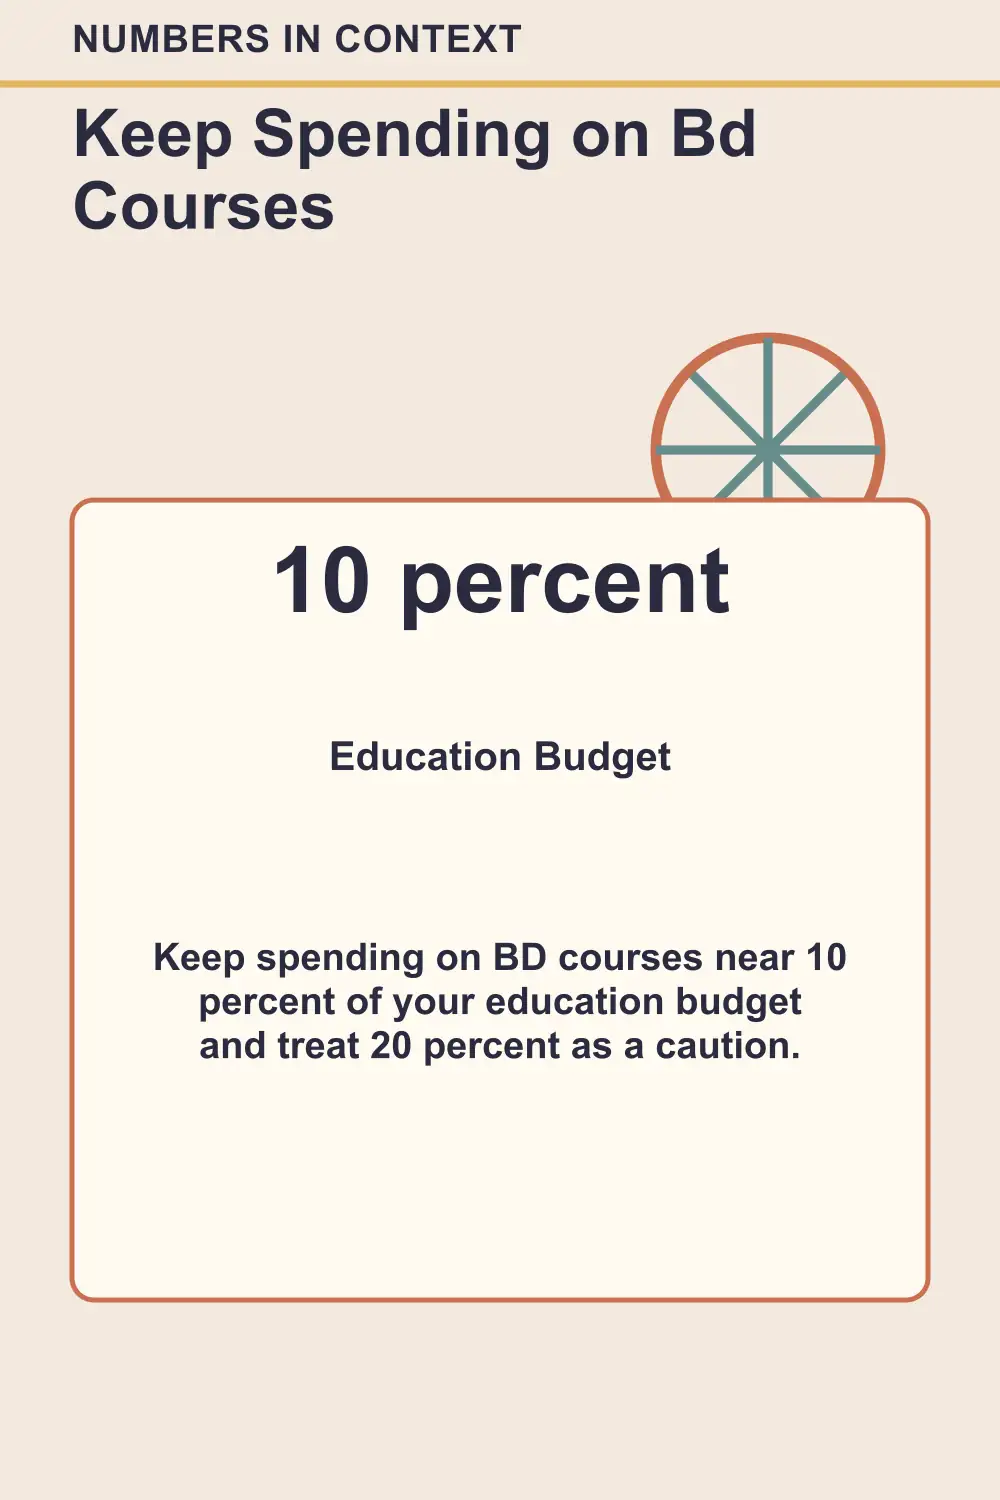 NUMBERS IN CONTEXT
Keep Spending on Bd
Courses
10 percent
Education Budget
Keep spending on BD courses near 10
percent of your education budget
and treat 20 percent as a caution.